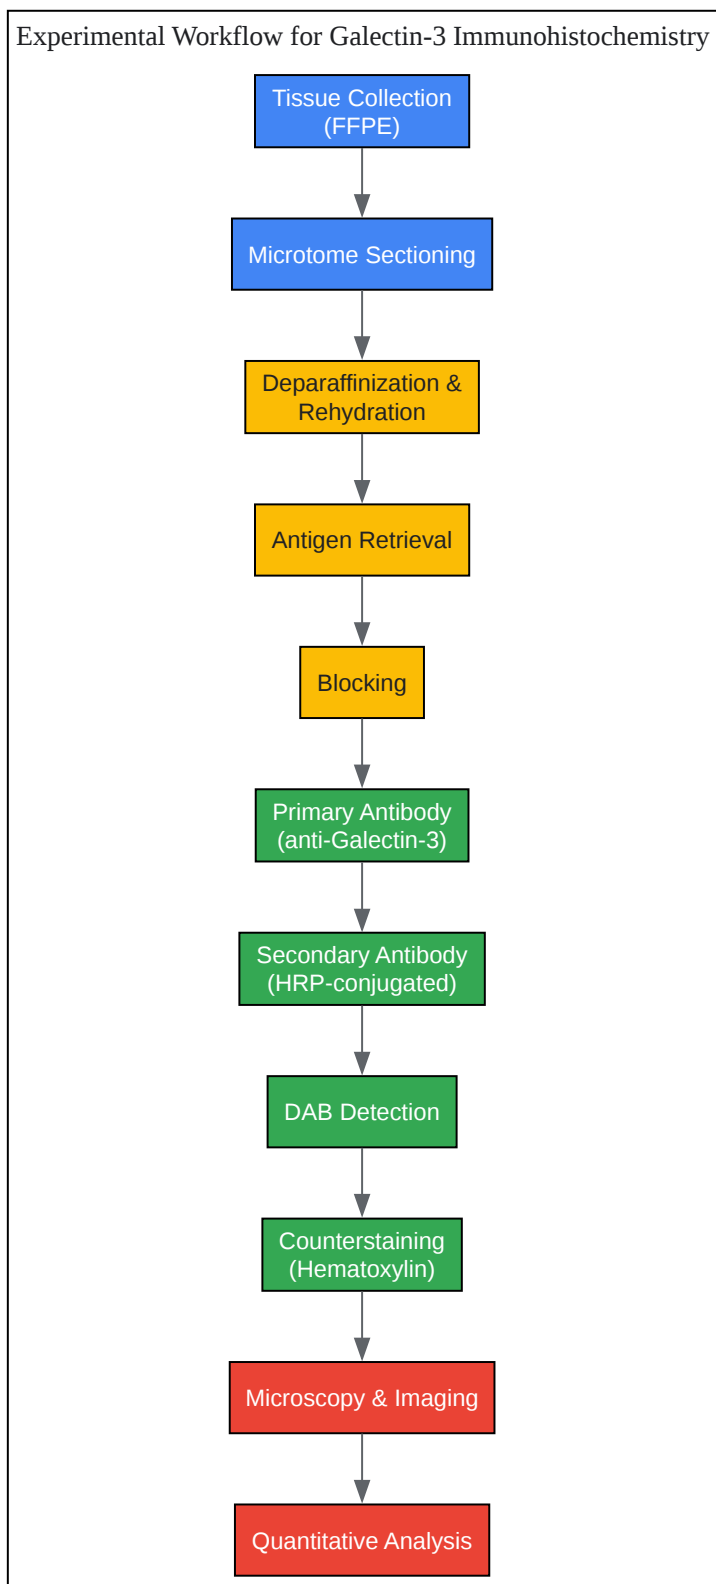 Experimental Workflow for Galectin-3 Immunohistochemistry
Tissue Collection
(FFPE)
Microtome Sectioning
Deparaffinization &
Rehydration
Antigen Retrieval
Blocking
Primary Antibody
(anti-Galectin-3)
Secondary Antibody
(HRP-conjugated)
DAB Detection
Counterstaining
(Hematoxylin)
Microscopy & Imaging
Quantitative Analysis